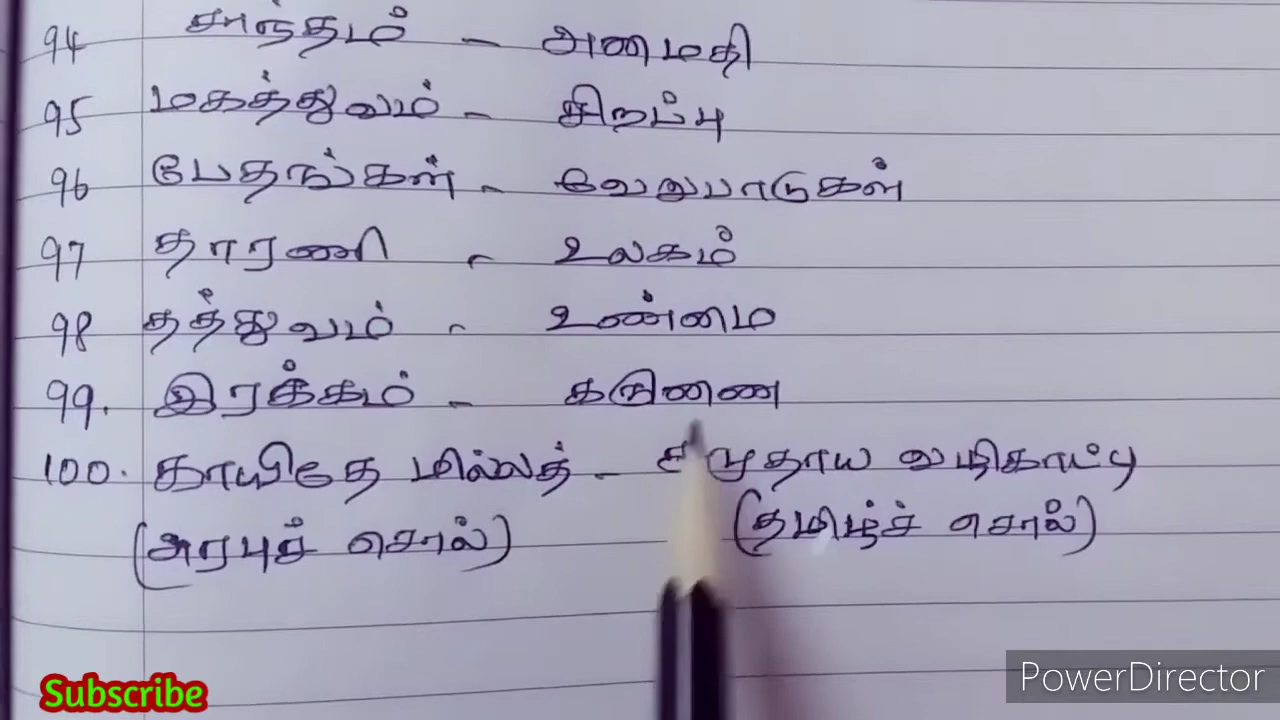 94 சாந்தம் - அமைதி
95 மகத்துவம் - சிறப்பு
96 பேதங்கள் - வேறுபாடுகள்
97 தாரணி - உலகம்
98 தத்துவம் - உண்மை
99. இரக்கம் - கருணை
100. காயிதே மில்லத் - சமுதாய வழிகாட்டி
(அரபுச் சொல்) (தமிழ்ச் சொல்)
Subscribe
PowerDirector